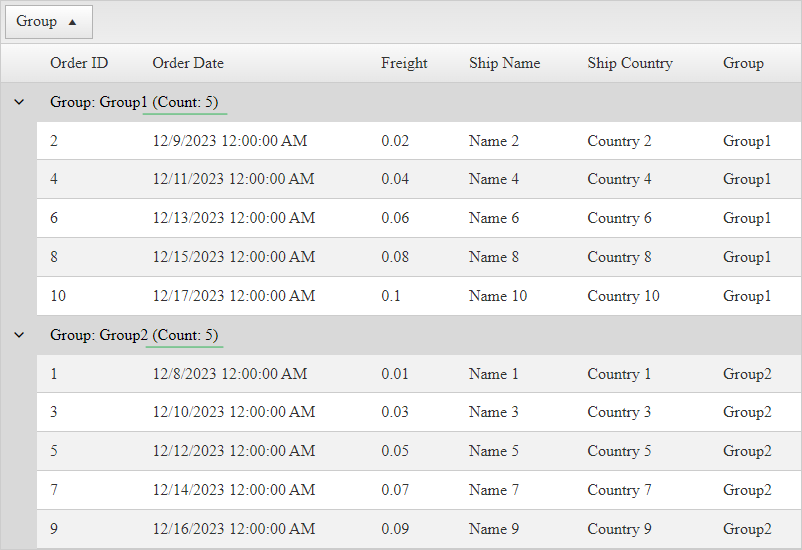 Group ▲
Order ID Order Date Freight Ship Name Ship Country Group
Group: Group1 (Count: 5)
2 12/9/2023 12:00:00 AM 0.02 Name 2 Country 2 Group1
4 12/11/2023 12:00:00 AM 0.04 Name 4 Country 4 Group1
6 12/13/2023 12:00:00 AM 0.06 Name 6 Country 6 Group1
8 12/15/2023 12:00:00 AM 0.08 Name 8 Country 8 Group1
10 12/17/2023 12:00:00 AM 0.1 Name 10 Country 10 Group1
Group: Group2 (Count: 5)
1 12/8/2023 12:00:00 AM 0.01 Name 1 Country 1 Group2
3 12/10/2023 12:00:00 AM 0.03 Name 3 Country 3 Group2
5 12/12/2023 12:00:00 AM 0.05 Name 5 Country 5 Group2
7 12/14/2023 12:00:00 AM 0.07 Name 7 Country 7 Group2
9 12/16/2023 12:00:00 AM 0.09 Name 9 Country 9 Group2